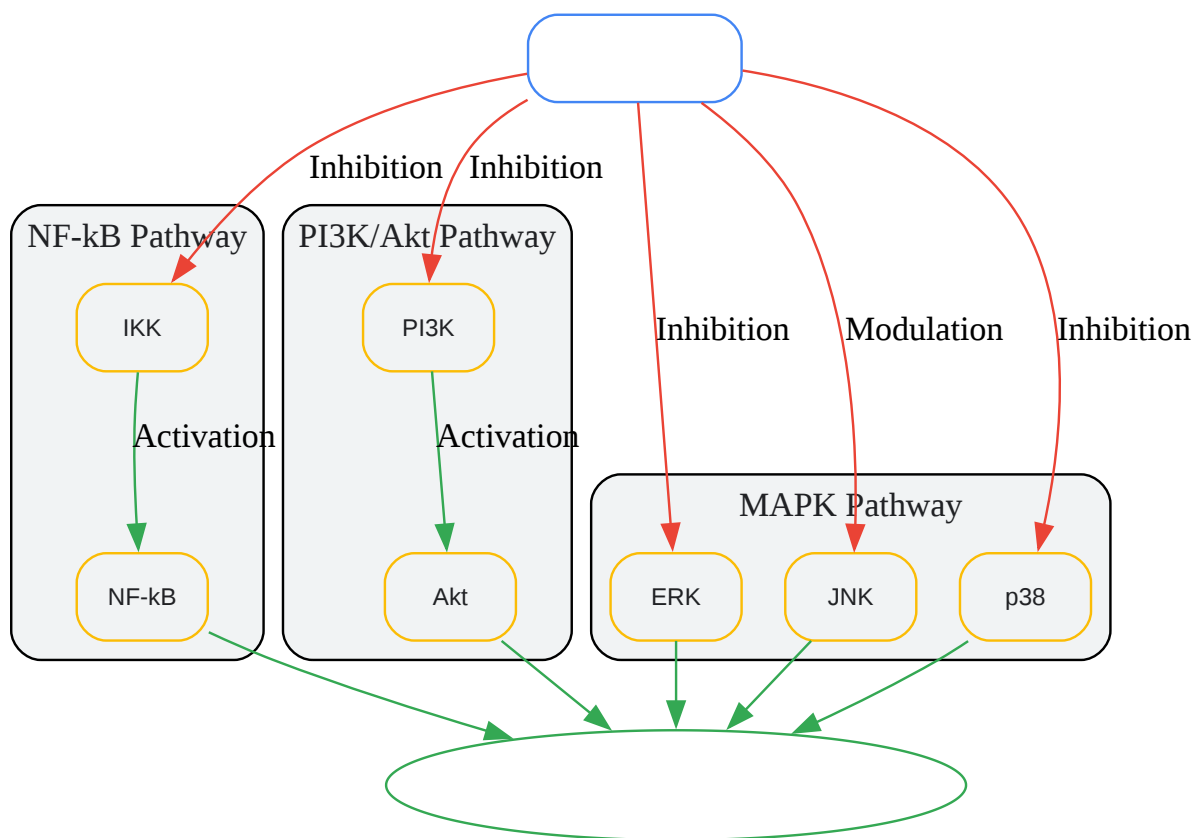 Inhibition
Inhibition
NF-kB Pathway
PI3K/Akt Pathway
IKK
PI3K
Inhibition
Modulation
Inhibition
Activation
Activation
MAPK Pathway
NF-kB
Akt
ERK
JNK
p38